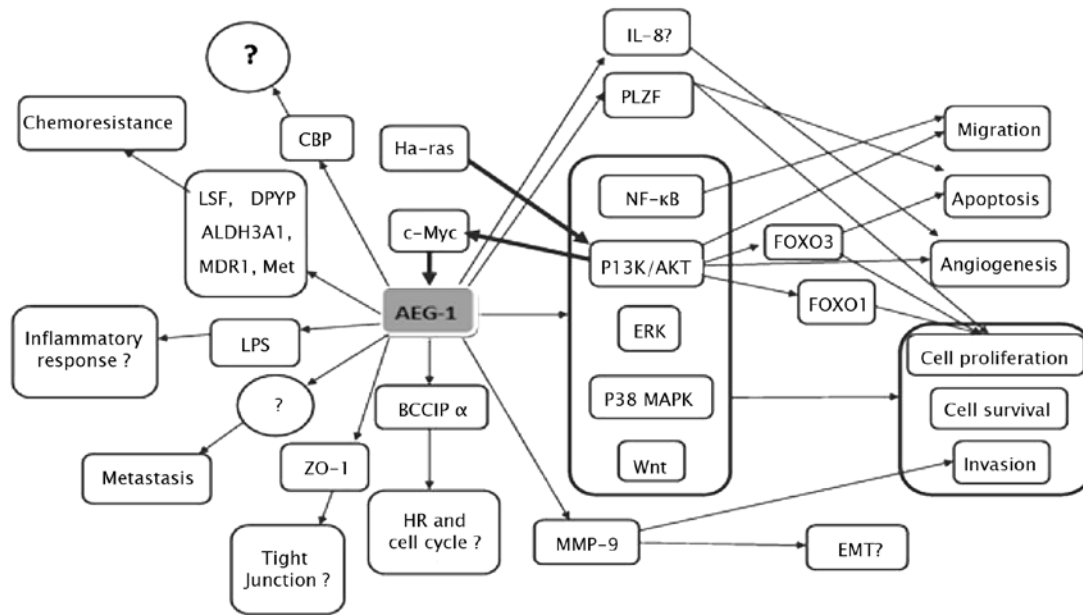 IL-8?
?
PLZF
Chemoresistance
CBP
Ha-ras
Migration
LSF, DPYP
ALDH3A1,
MDR1, Met
NF-κB
Apoptosis
c-Myc
P13K/AKT
FOXO3
Angiogenesis
AEG-1
FOXO1
ERK
Inflammatory
response ?
LPS
Cell proliferation
?
BCCIP α
P38 MAPK
Cell survival
Metastasis
ZO-1
Wnt
Invasion
HR and
cell cycle ?
MMP-9
EMT?
Tight
Junction ?